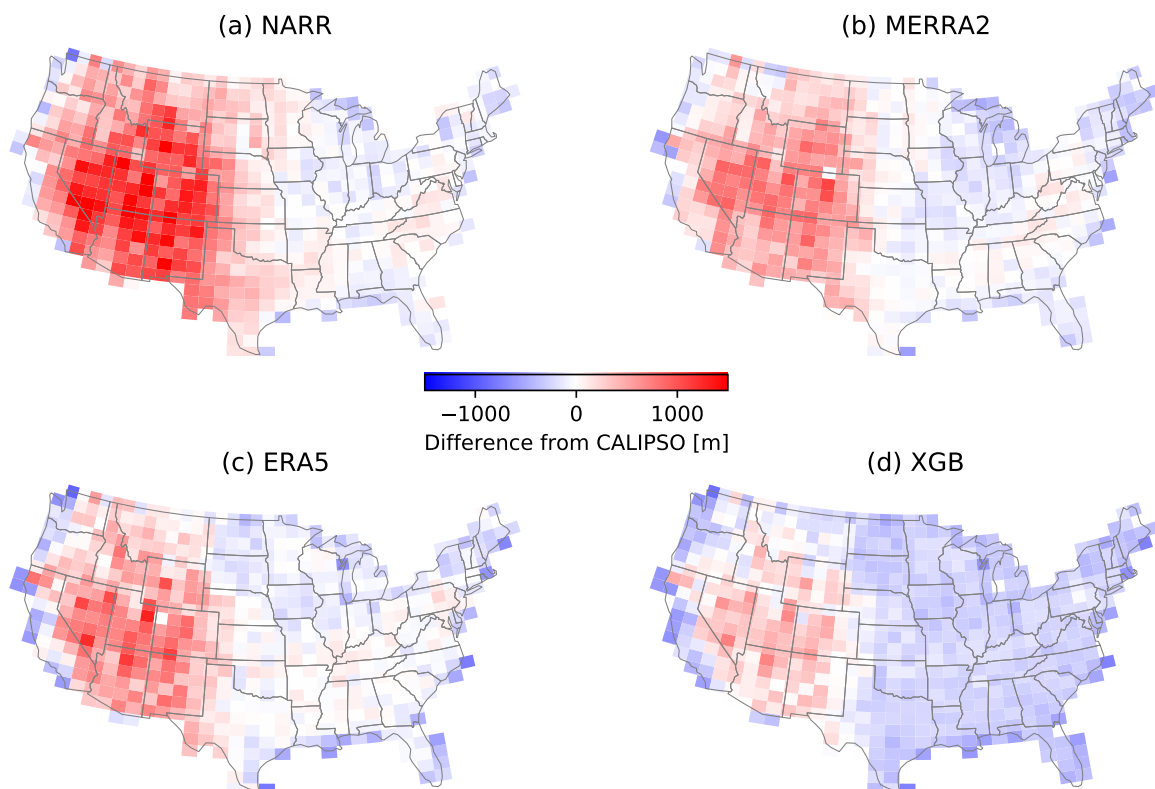 (a) NARR
(b) MERRA2
−1000 0 1000
Difference from CALIPSO [m]
(c) ERA5
(d) XGB